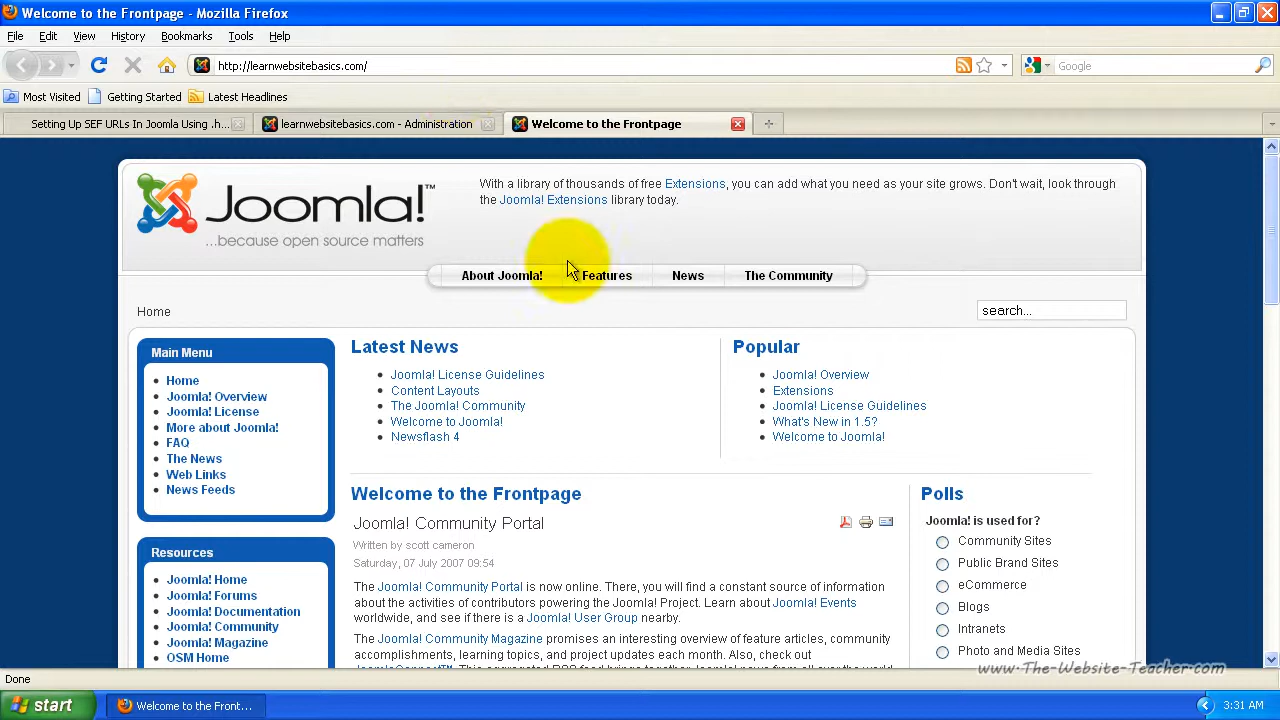 Welcome to the Frontpage - Mozilla Firefox
File Edit View History Bookmarks Tools Help
http://learnwebsitebasics.com/
Google
Most Visited Getting Started Latest Headlines
Setting Up SEF URLs In Joomla Using .h...
learnwebsitebasics.com - Administration
Welcome to the Frontpage
Joomla!™
...because open source matters
With a library of thousands of free Extensions, you can add what you need as your site grows. Don't wait, look through
the Joomla! Extensions library today.
About Joomla! Features News The Community
Home
search...
Main Menu
Home
Joomla! Overview
Joomla! License
More about Joomla!
FAQ
The News
Web Links
News Feeds
Resources
Joomla! Home
Joomla! Forums
Joomla! Documentation
Joomla! Community
Joomla! Magazine
OSM Home
Latest News
Joomla! License Guidelines
Content Layouts
The Joomla! Community
Welcome to Joomla!
Newsflash 4
Popular
Joomla! Overview
Extensions
Joomla! License Guidelines
What's New in 1.5?
Welcome to Joomla!
Welcome to the Frontpage
Joomla! Community Portal
Written by scott cameron
Saturday, 07 July 2007 09:54
The Joomla! Community Portal is now online. There, you will find a constant source of information
about the activities of contributors powering the Joomla! Project. Learn about Joomla! Events
worldwide, and see if there is a Joomla! User Group nearby.
The Joomla! Community Magazine promises an interesting overview of feature articles, community
accomplishments, learning topics, and project updates each month. Also, check out
Polls
Joomla! is used for?
Community Sites
Public Brand Sites
eCommerce
Blogs
Intranets
Photo and Media Sites
www.The-Website-Teacher.com
Done
start
Welcome to the Front...
3:31 AM